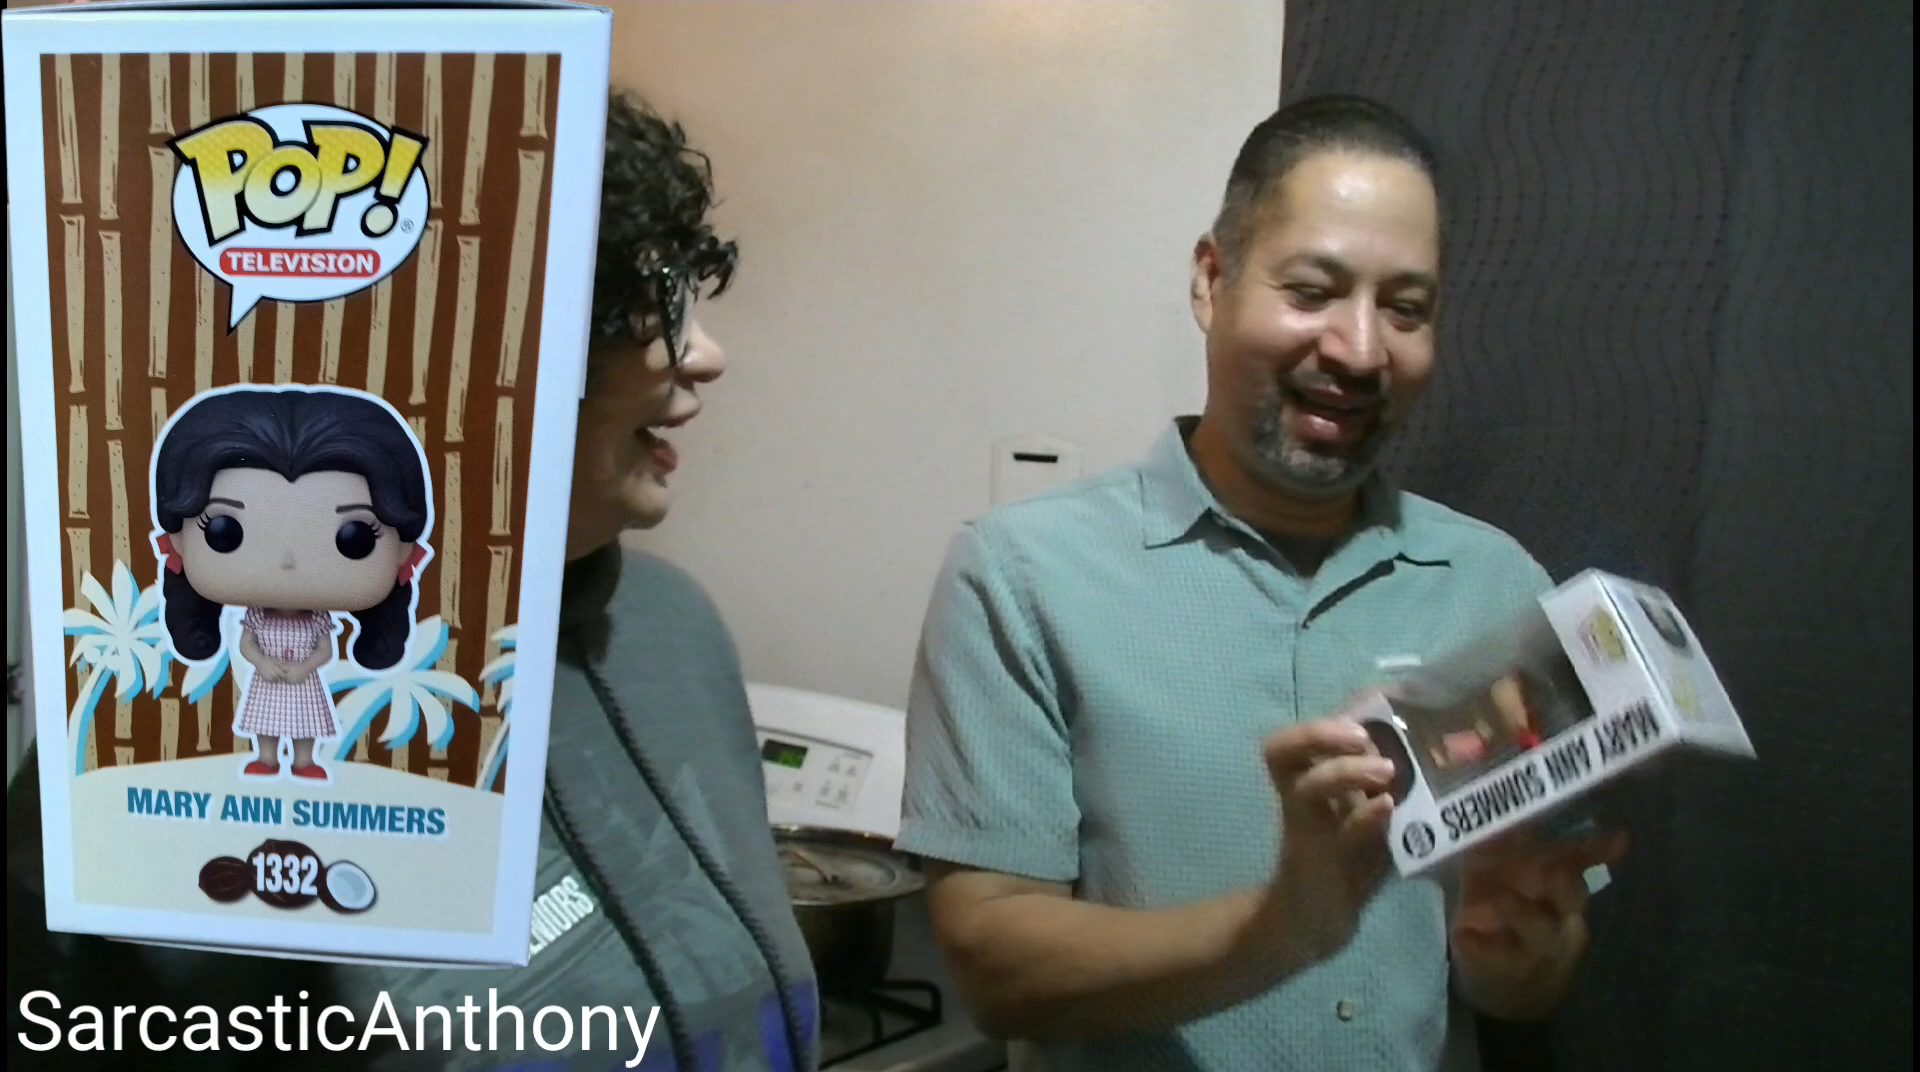 POP!
TELEVISION
MARY ANN SUMMERS
1332
MARY ANN SUMMERS
SarcasticAnthony